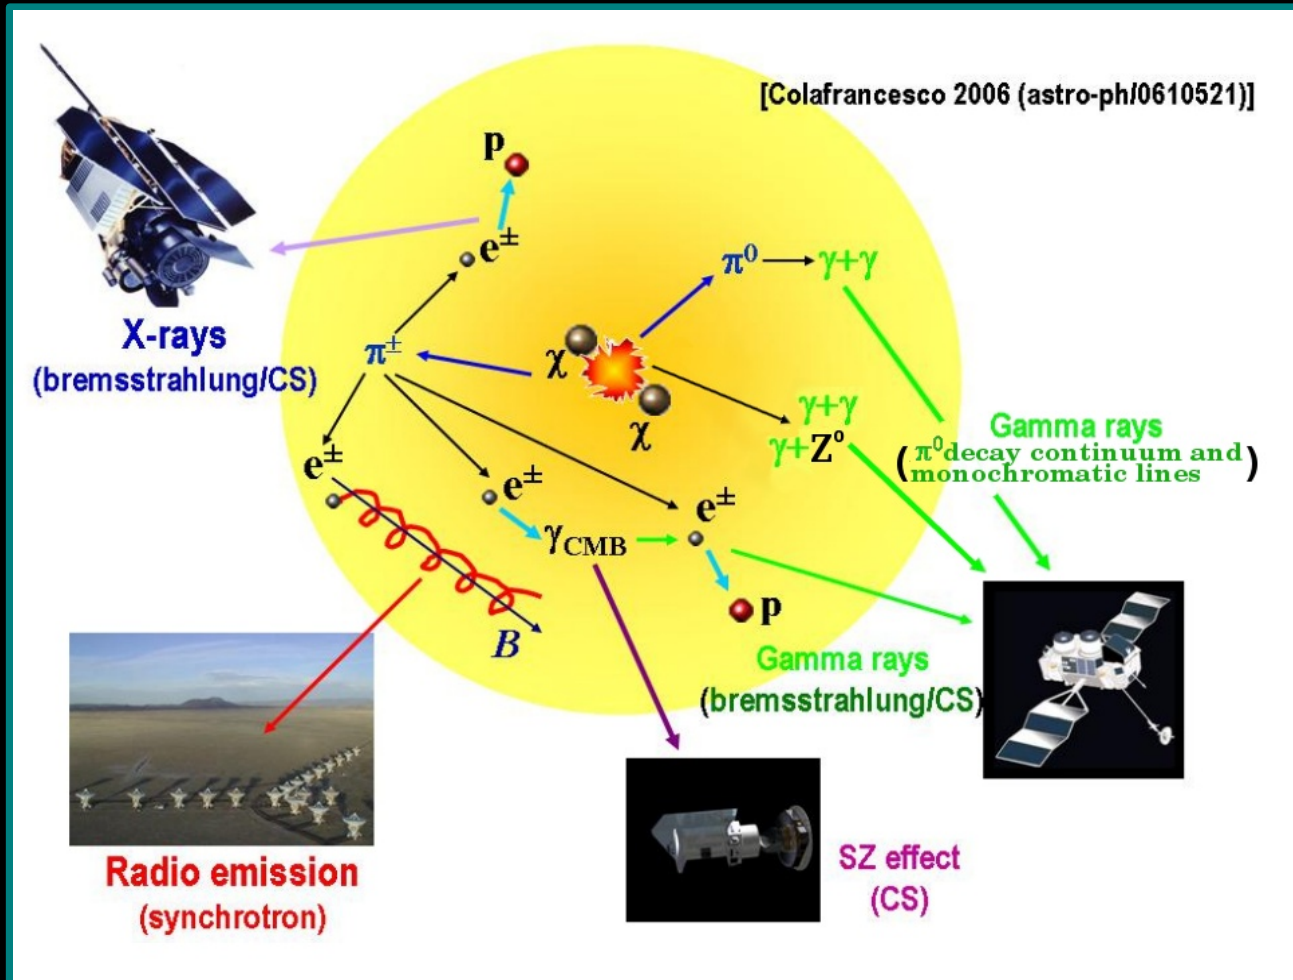 [Colafrancesco 2006 (astro-ph/0610521)]
p
e±
π⁰
γ+γ
X-rays
(bremsstrahlung/CS)
π±
χ
χ
γ+γ
γ+Z⁰
Gamma rays
(π⁰decay continuum and
monochromatic lines)
e±
e±
e±
γCMB
p
B
Gamma rays
(bremsstrahlung/CS)
Radio emission
(synchrotron)
SZ effect
(CS)